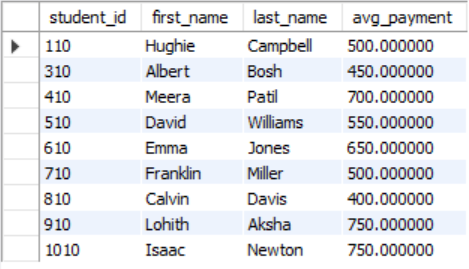 student_id first_name last_name avg_payment
110 Hughie Campbell 500.000000
310 Albert Bosh 450.000000
410 Meera Patil 700.000000
510 David Williams 550.000000
610 Emma Jones 650.000000
710 Franklin Miller 500.000000
810 Calvin Davis 400.000000
910 Lohith Aksha 750.000000
1010 Isaac Newton 750.000000